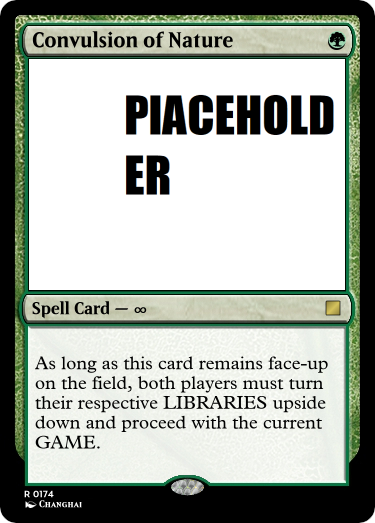 Convulsion of Nature
PIACEHOLD
ER
Spell Card — ∞
As long as this card remains face-up
on the field, both players must turn
their respective LIBRARIES upside
down and proceed with the current
GAME.
R 0174
CHANGHAI